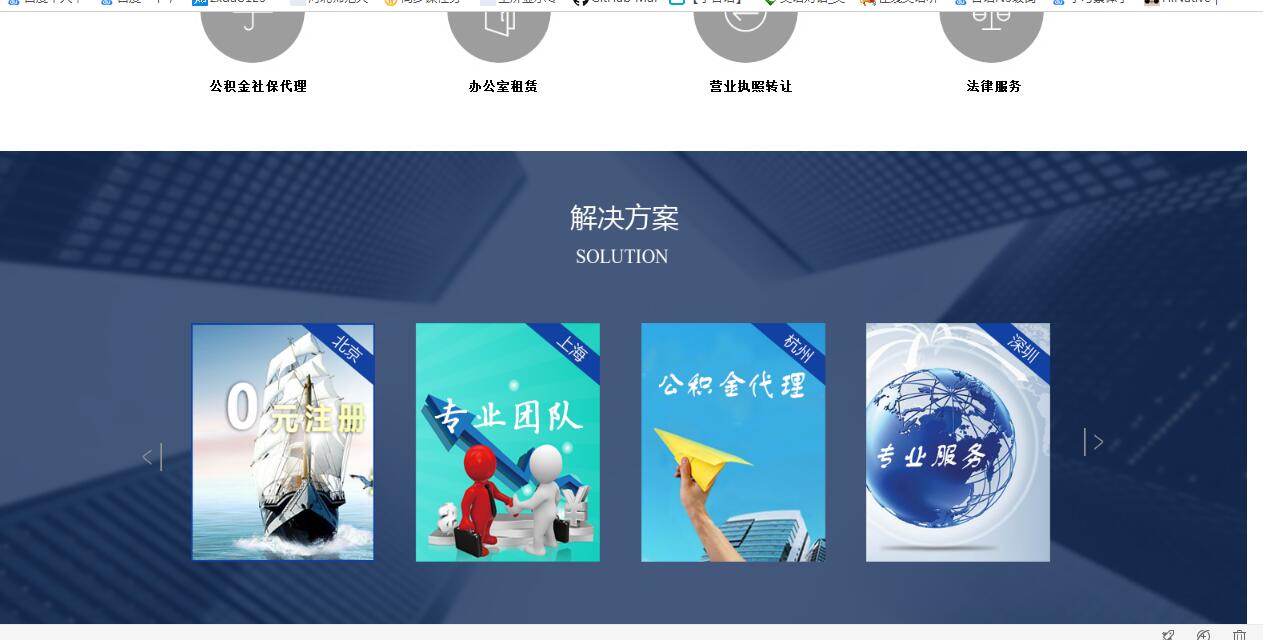 公积金社保代理
办公室租赁
营业执照转让
法律服务
解决方案
SOLUTION
北京
0元注册
上海
专业团队
杭州
公积金代理
深圳
专业服务